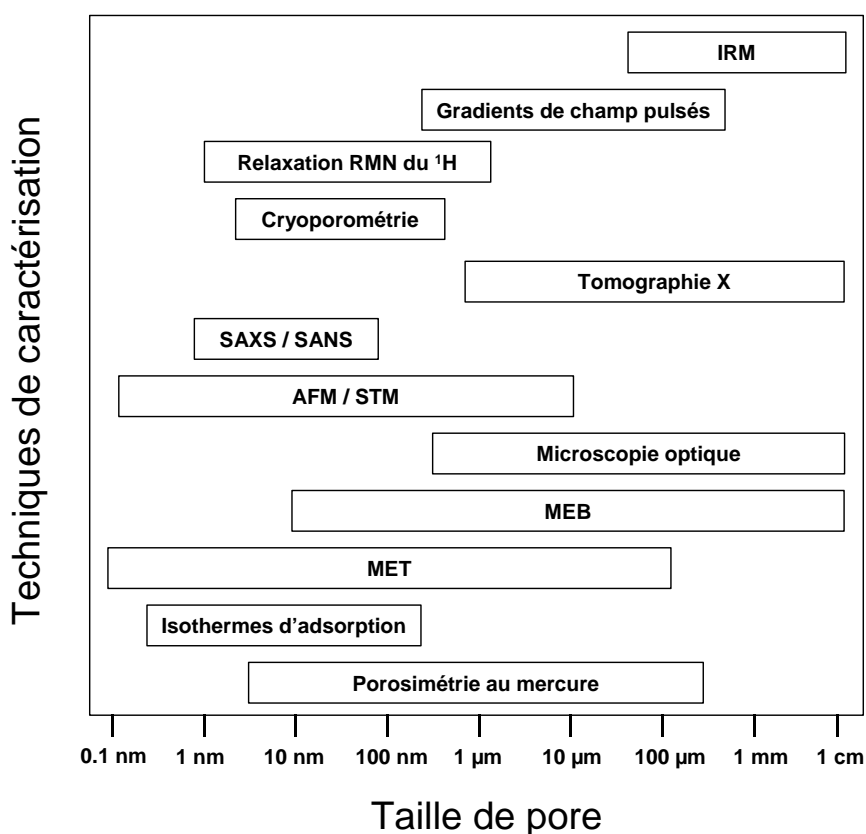 Techniques de caractérisation
IRM
Gradients de champ pulsés
Relaxation RMN du ¹H
Cryoporométrie
Tomographie X
SAXS / SANS
AFM / STM
Microscopie optique
MEB
MET
Isothermes d’adsorption
Porosimétrie au mercure
0.1 nm 1 nm 10 nm 100 nm 1 µm 10 µm 100 µm 1 mm 1 cm
Taille de pore